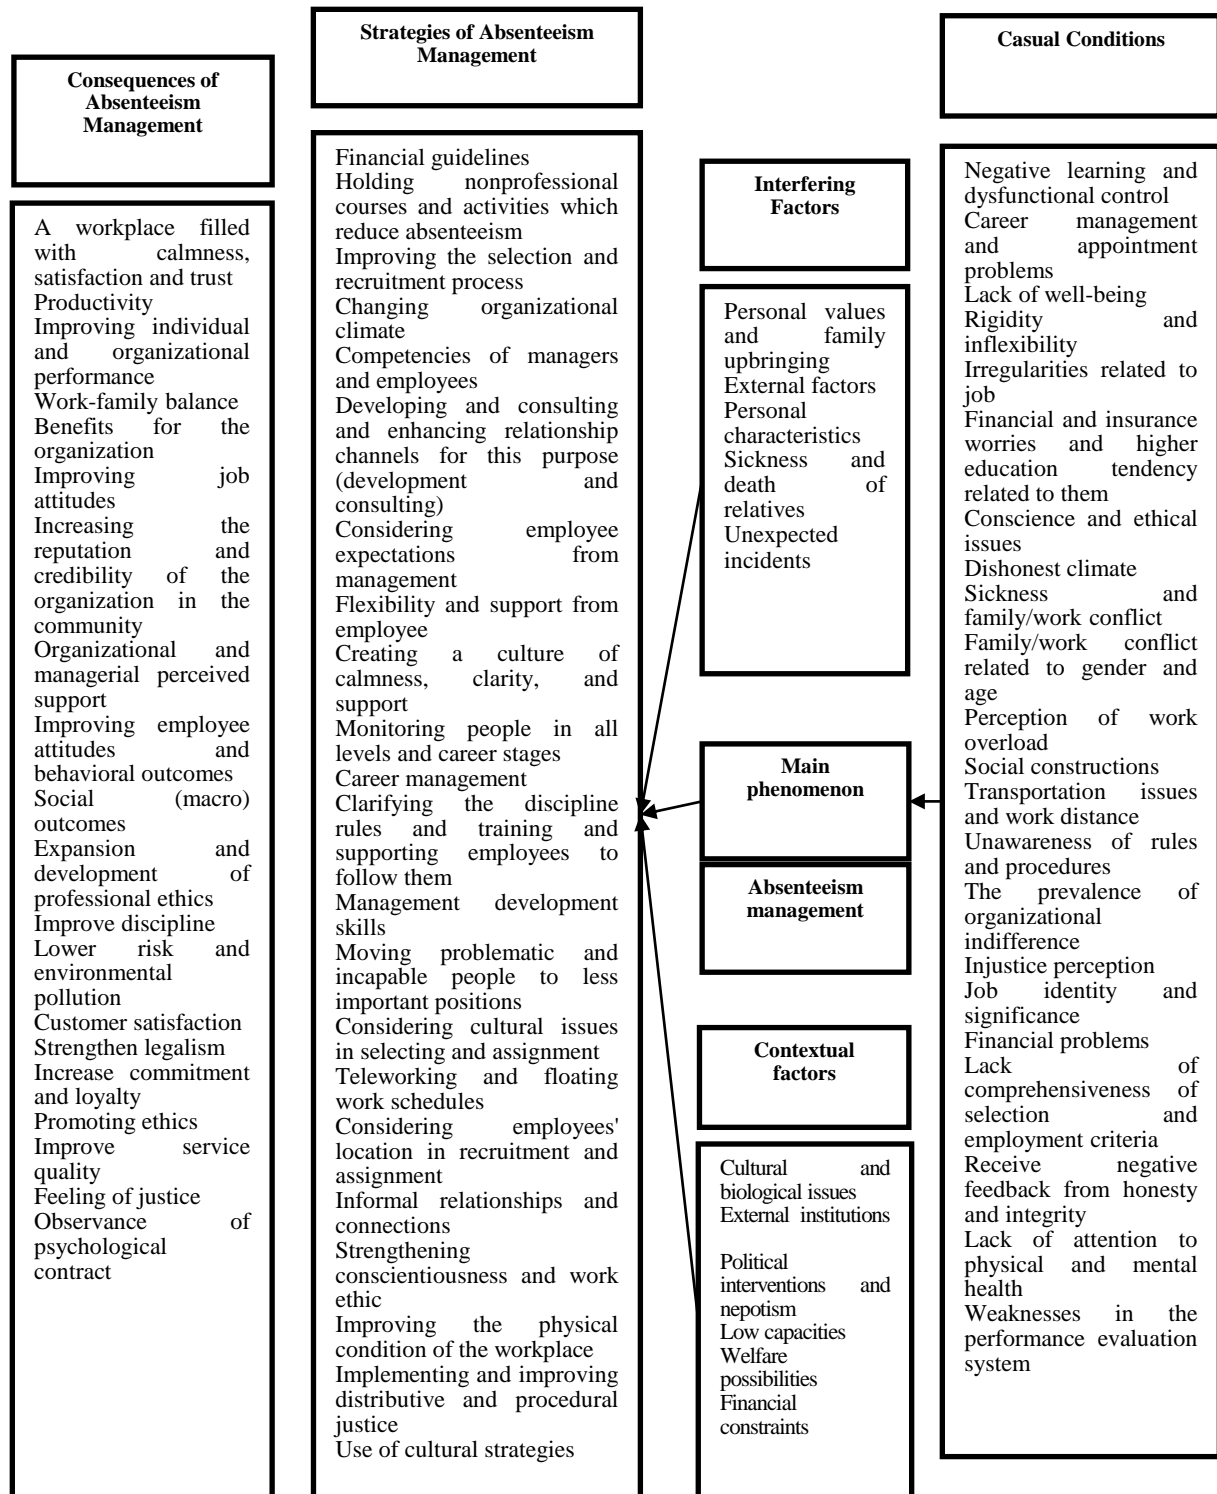 Consequences of
Absenteeism
Management
A workplace filled
with calmness,
satisfaction and trust
Productivity
Improving individual
and organizational
performance
Work-family balance
Benefits for the
organization
Improving job
attitudes
Increasing the
reputation and
credibility of the
organization in the
community
Organizational and
managerial perceived
support
Improving employee
attitudes and
behavioral outcomes
Social (macro)
outcomes
Expansion and
development of
professional ethics
Improve discipline
Lower risk and
environmental
pollution
Customer satisfaction
Strengthen legalism
Increase commitment
and loyalty
Promoting ethics
Improve service
quality
Feeling of justice
Observance of
psychological
contract
Strategies of Absenteeism
Management
Financial guidelines
Holding nonprofessional
courses and activities which
reduce absenteeism
Improving the selection and
recruitment process
Changing organizational
climate
Competencies of managers
and employees
Developing and consulting
and enhancing relationship
channels for this purpose
(development and
consulting)
Considering employee
expectations from
management
Flexibility and support from
employee
Creating a culture of
calmness, clarity, and
support
Monitoring people in all
levels and career stages
Career management
Clarifying the discipline
rules and training and
supporting employees to
follow them
Management development
skills
Moving problematic and
incapable people to less
important positions
Considering cultural issues
in selecting and assignment
Teleworking and floating
work schedules
Considering employees'
location in recruitment and
assignment
Informal relationships and
connections
Strengthening
conscientiousness and work
ethic
Improving the physical
condition of the workplace
Implementing and improving
distributive and procedural
justice
Use of cultural strategies
Interfering
Factors
Personal values
and family
upbringing
External factors
Personal
characteristics
Sickness and
death of
relatives
Unexpected
incidents
Main
phenomenon
Absenteeism
management
Contextual
factors
Cultural and
biological issues
External institutions
Political
interventions and
nepotism
Low capacities
Welfare
possibilities
Financial
constraints
Casual Conditions
Negative learning and
dysfunctional control
Career management
and appointment
problems
Lack of well-being
Rigidity and
inflexibility
Irregularities related to
job
Financial and insurance
worries and higher
education tendency
related to them
Conscience and ethical
issues
Dishonest climate
Sickness and
family/work conflict
Family/work conflict
related to gender and
age
Perception of work
overload
Social constructions
Transportation issues
and work distance
Unawareness of rules
and procedures
The prevalence of
organizational
indifference
Injustice perception
Job identity and
significance
Financial problems
Lack of
comprehensiveness of
selection and
employment criteria
Receive negative
feedback from honesty
and integrity
Lack of attention to
physical and mental
health
Weaknesses in the
performance evaluation
system